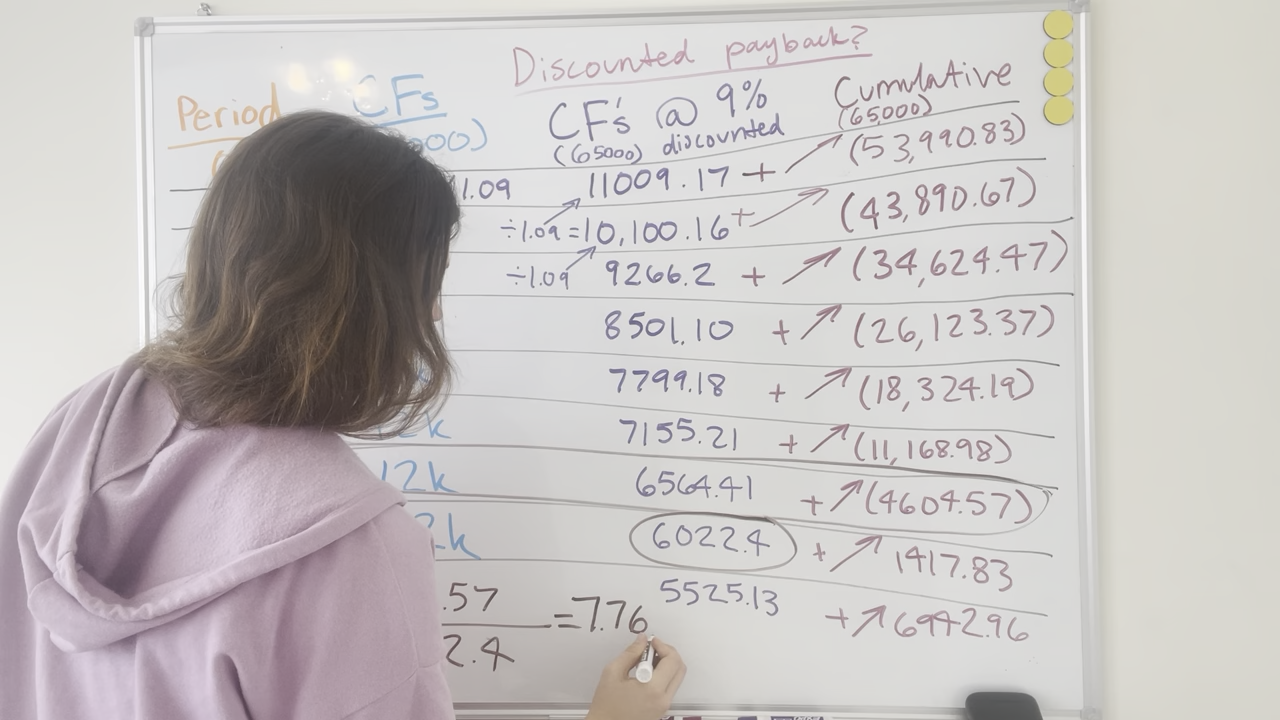 Discounted payback?
Period CFs CF's @ 9% Cumulative
000) (65000) discounted (65,000)
1.09 11009.17 + (53,990.83)
÷1.09 = 10,100.16 + (43,890.67)
÷1.09 9266.2 + (34,624.47)
8501.10 + (26,123.37)
7799.18 + (18,324.19)
12k 7155.21 + (11,168.98)
12k 6564.41 + (4604.57)
2k 6022.4 + 1417.83
5525.13 + 6942.96
.57
2.4
=7.76